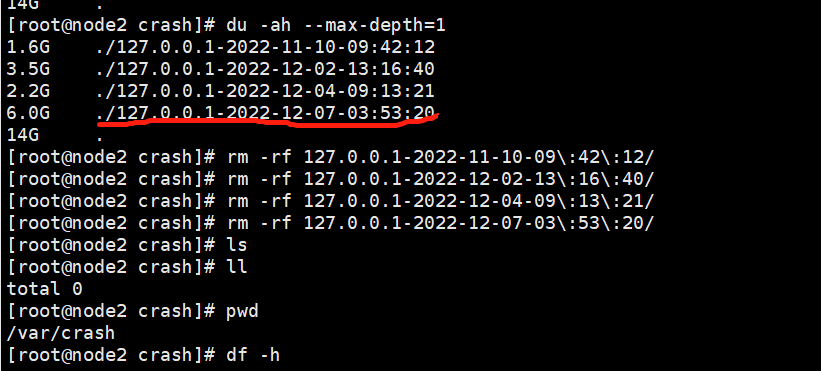 14G     .
[root@node2 crash]# du -ah --max-depth=1
1.6G    ./127.0.0.1-2022-11-10-09:42:12
3.5G    ./127.0.0.1-2022-12-02-13:16:40
2.2G    ./127.0.0.1-2022-12-04-09:13:21
6.0G    ./127.0.0.1-2022-12-07-03:53:20
14G     .
[root@node2 crash]# rm -rf 127.0.0.1-2022-11-10-09\:42\:12/
[root@node2 crash]# rm -rf 127.0.0.1-2022-12-02-13\:16\:40/
[root@node2 crash]# rm -rf 127.0.0.1-2022-12-04-09\:13\:21/
[root@node2 crash]# rm -rf 127.0.0.1-2022-12-07-03\:53\:20/
[root@node2 crash]# ls
[root@node2 crash]# ll
total 0
[root@node2 crash]# pwd
/var/crash
[root@node2 crash]# df -h